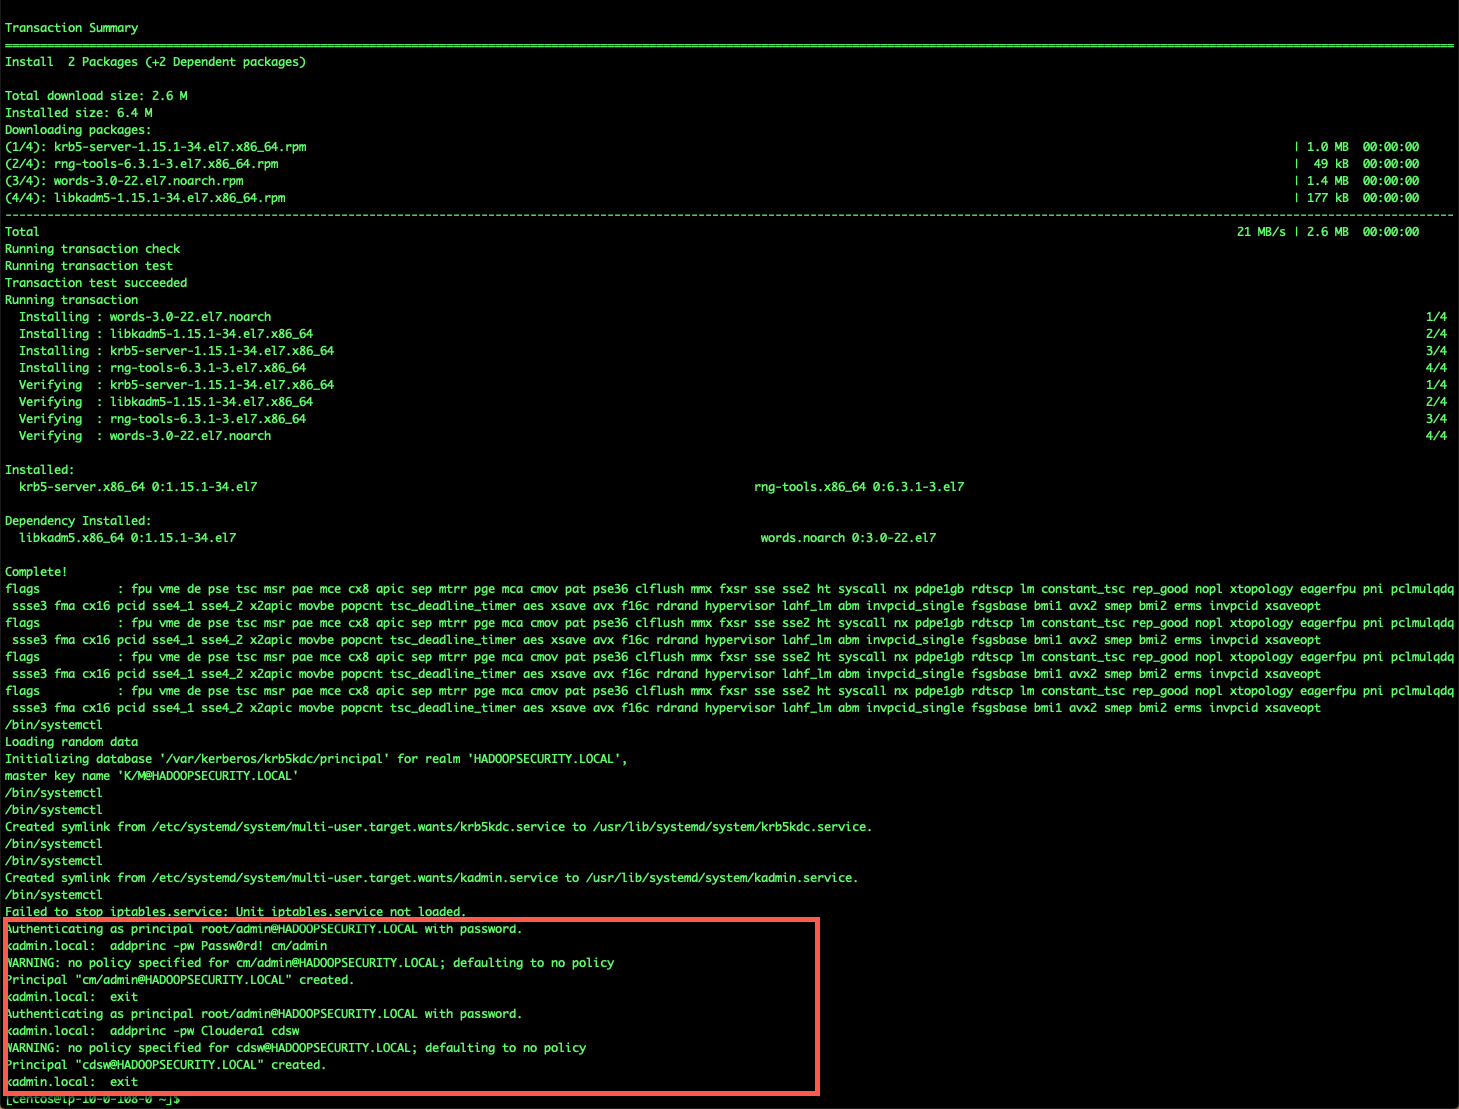 Transaction Summary
================================================================================
Install  2 Packages (+2 Dependent packages)
Total download size: 2.6 M
Installed size: 6.4 M
Downloading packages:
(1/4): krb5-server-1.15.1-34.el7.x86_64.rpm | 1.0 MB  00:00:00
(2/4): rng-tools-6.3.1-3.el7.x86_64.rpm |  49 kB  00:00:00
(3/4): words-3.0-22.el7.noarch.rpm | 1.4 MB  00:00:00
(4/4): libkadm5-1.15.1-34.el7.x86_64.rpm | 177 kB  00:00:00
--------------------------------------------------------------------------------
Total 21 MB/s | 2.6 MB  00:00:00
Running transaction check
Running transaction test
Transaction test succeeded
Running transaction
  Installing : words-3.0-22.el7.noarch 1/4
  Installing : libkadm5-1.15.1-34.el7.x86_64 2/4
  Installing : krb5-server-1.15.1-34.el7.x86_64 3/4
  Installing : rng-tools-6.3.1-3.el7.x86_64 4/4
  Verifying  : krb5-server-1.15.1-34.el7.x86_64 1/4
  Verifying  : libkadm5-1.15.1-34.el7.x86_64 2/4
  Verifying  : rng-tools-6.3.1-3.el7.x86_64 3/4
  Verifying  : words-3.0-22.el7.noarch 4/4
Installed:
  krb5-server.x86_64 0:1.15.1-34.el7 rng-tools.x86_64 0:6.3.1-3.el7
Dependency Installed:
  libkadm5.x86_64 0:1.15.1-34.el7 words.noarch 0:3.0-22.el7
Complete!
flags : fpu vme de pse tsc msr pae mce cx8 apic sep mtrr pge mca cmov pat pse36 clflush mmx fxsr sse sse2 ht syscall nx pdpe1gb rdtscp lm constant_tsc rep_good nopl xtopology eagerfpu pni pclmulqdq
 ssse3 fma cx16 pcid sse4_1 sse4_2 x2apic movbe popcnt tsc_deadline_timer aes xsave avx f16c rdrand hypervisor lahf_lm abm invpcid_single fsgsbase bmi1 avx2 smep bmi2 erms invpcid xsaveopt
flags : fpu vme de pse tsc msr pae mce cx8 apic sep mtrr pge mca cmov pat pse36 clflush mmx fxsr sse sse2 ht syscall nx pdpe1gb rdtscp lm constant_tsc rep_good nopl xtopology eagerfpu pni pclmulqdq
 ssse3 fma cx16 pcid sse4_1 sse4_2 x2apic movbe popcnt tsc_deadline_timer aes xsave avx f16c rdrand hypervisor lahf_lm abm invpcid_single fsgsbase bmi1 avx2 smep bmi2 erms invpcid xsaveopt
flags : fpu vme de pse tsc msr pae mce cx8 apic sep mtrr pge mca cmov pat pse36 clflush mmx fxsr sse sse2 ht syscall nx pdpe1gb rdtscp lm constant_tsc rep_good nopl xtopology eagerfpu pni pclmulqdq
 ssse3 fma cx16 pcid sse4_1 sse4_2 x2apic movbe popcnt tsc_deadline_timer aes xsave avx f16c rdrand hypervisor lahf_lm abm invpcid_single fsgsbase bmi1 avx2 smep bmi2 erms invpcid xsaveopt
flags : fpu vme de pse tsc msr pae mce cx8 apic sep mtrr pge mca cmov pat pse36 clflush mmx fxsr sse sse2 ht syscall nx pdpe1gb rdtscp lm constant_tsc rep_good nopl xtopology eagerfpu pni pclmulqdq
 ssse3 fma cx16 pcid sse4_1 sse4_2 x2apic movbe popcnt tsc_deadline_timer aes xsave avx f16c rdrand hypervisor lahf_lm abm invpcid_single fsgsbase bmi1 avx2 smep bmi2 erms invpcid xsaveopt
/bin/systemctl
Loading random data
Initializing database '/var/kerberos/krb5kdc/principal' for realm 'HADOOPSECURITY.LOCAL',
master key name 'K/M@HADOOPSECURITY.LOCAL'
/bin/systemctl
/bin/systemctl
Created symlink from /etc/systemd/system/multi-user.target.wants/krb5kdc.service to /usr/lib/systemd/system/krb5kdc.service.
/bin/systemctl
/bin/systemctl
Created symlink from /etc/systemd/system/multi-user.target.wants/kadmin.service to /usr/lib/systemd/system/kadmin.service.
/bin/systemctl
Failed to stop iptables.service: Unit iptables.service not loaded.
Authenticating as principal root/admin@HADOOPSECURITY.LOCAL with password.
kadmin.local:  addprinc -pw Passw0rd! cm/admin
WARNING: no policy specified for cm/admin@HADOOPSECURITY.LOCAL; defaulting to no policy
Principal "cm/admin@HADOOPSECURITY.LOCAL" created.
kadmin.local:  exit
Authenticating as principal root/admin@HADOOPSECURITY.LOCAL with password.
kadmin.local:  addprinc -pw Cloudera1 cdsw
WARNING: no policy specified for cdsw@HADOOPSECURITY.LOCAL; defaulting to no policy
Principal "cdsw@HADOOPSECURITY.LOCAL" created.
kadmin.local:  exit
[centos@ip-10-0-108-0 ~]$